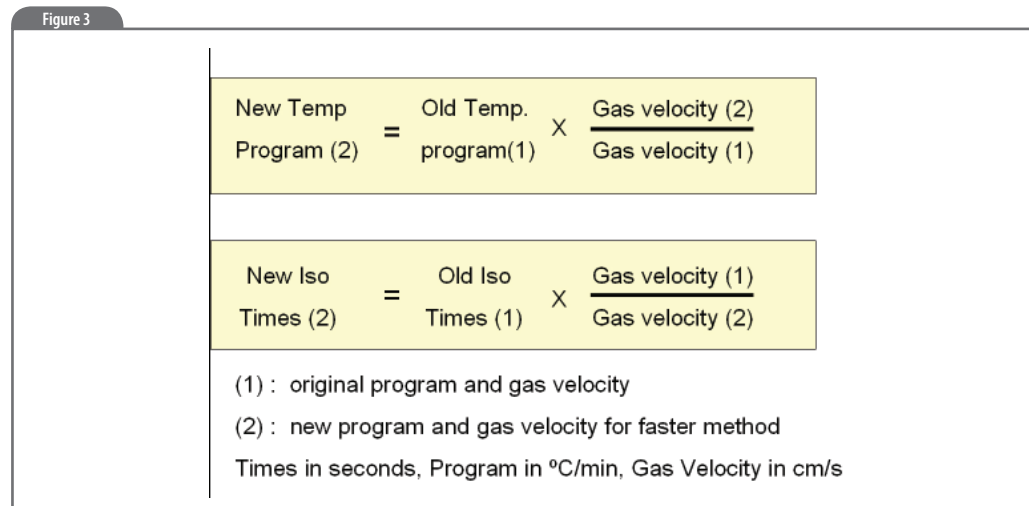 Figure 3
New Temp Old Temp. Gas velocity (2)
= X
Program (2) program(1) Gas velocity (1)
New Iso Old Iso Gas velocity (1)
= X
Times (2) Times (1) Gas velocity (2)
(1) : original program and gas velocity
(2) : new program and gas velocity for faster method
Times in seconds, Program in ºC/min, Gas Velocity in cm/s